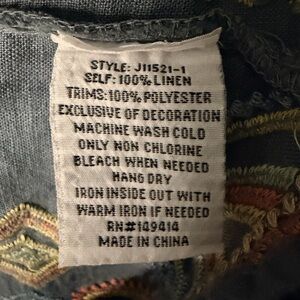 STYLE: J11521-1
SELF: 100% LINEN
TRIMS: 100% POLYESTER
EXCLUSIVE OF DECORATION
MACHINE WASH COLD
ONLY NON CHLORINE
BLEACH WHEN NEEDED
HANG DRY
IRON INSIDE OUT WITH
WARM IRON IF NEEDED
RN#149414
MADE IN CHINA